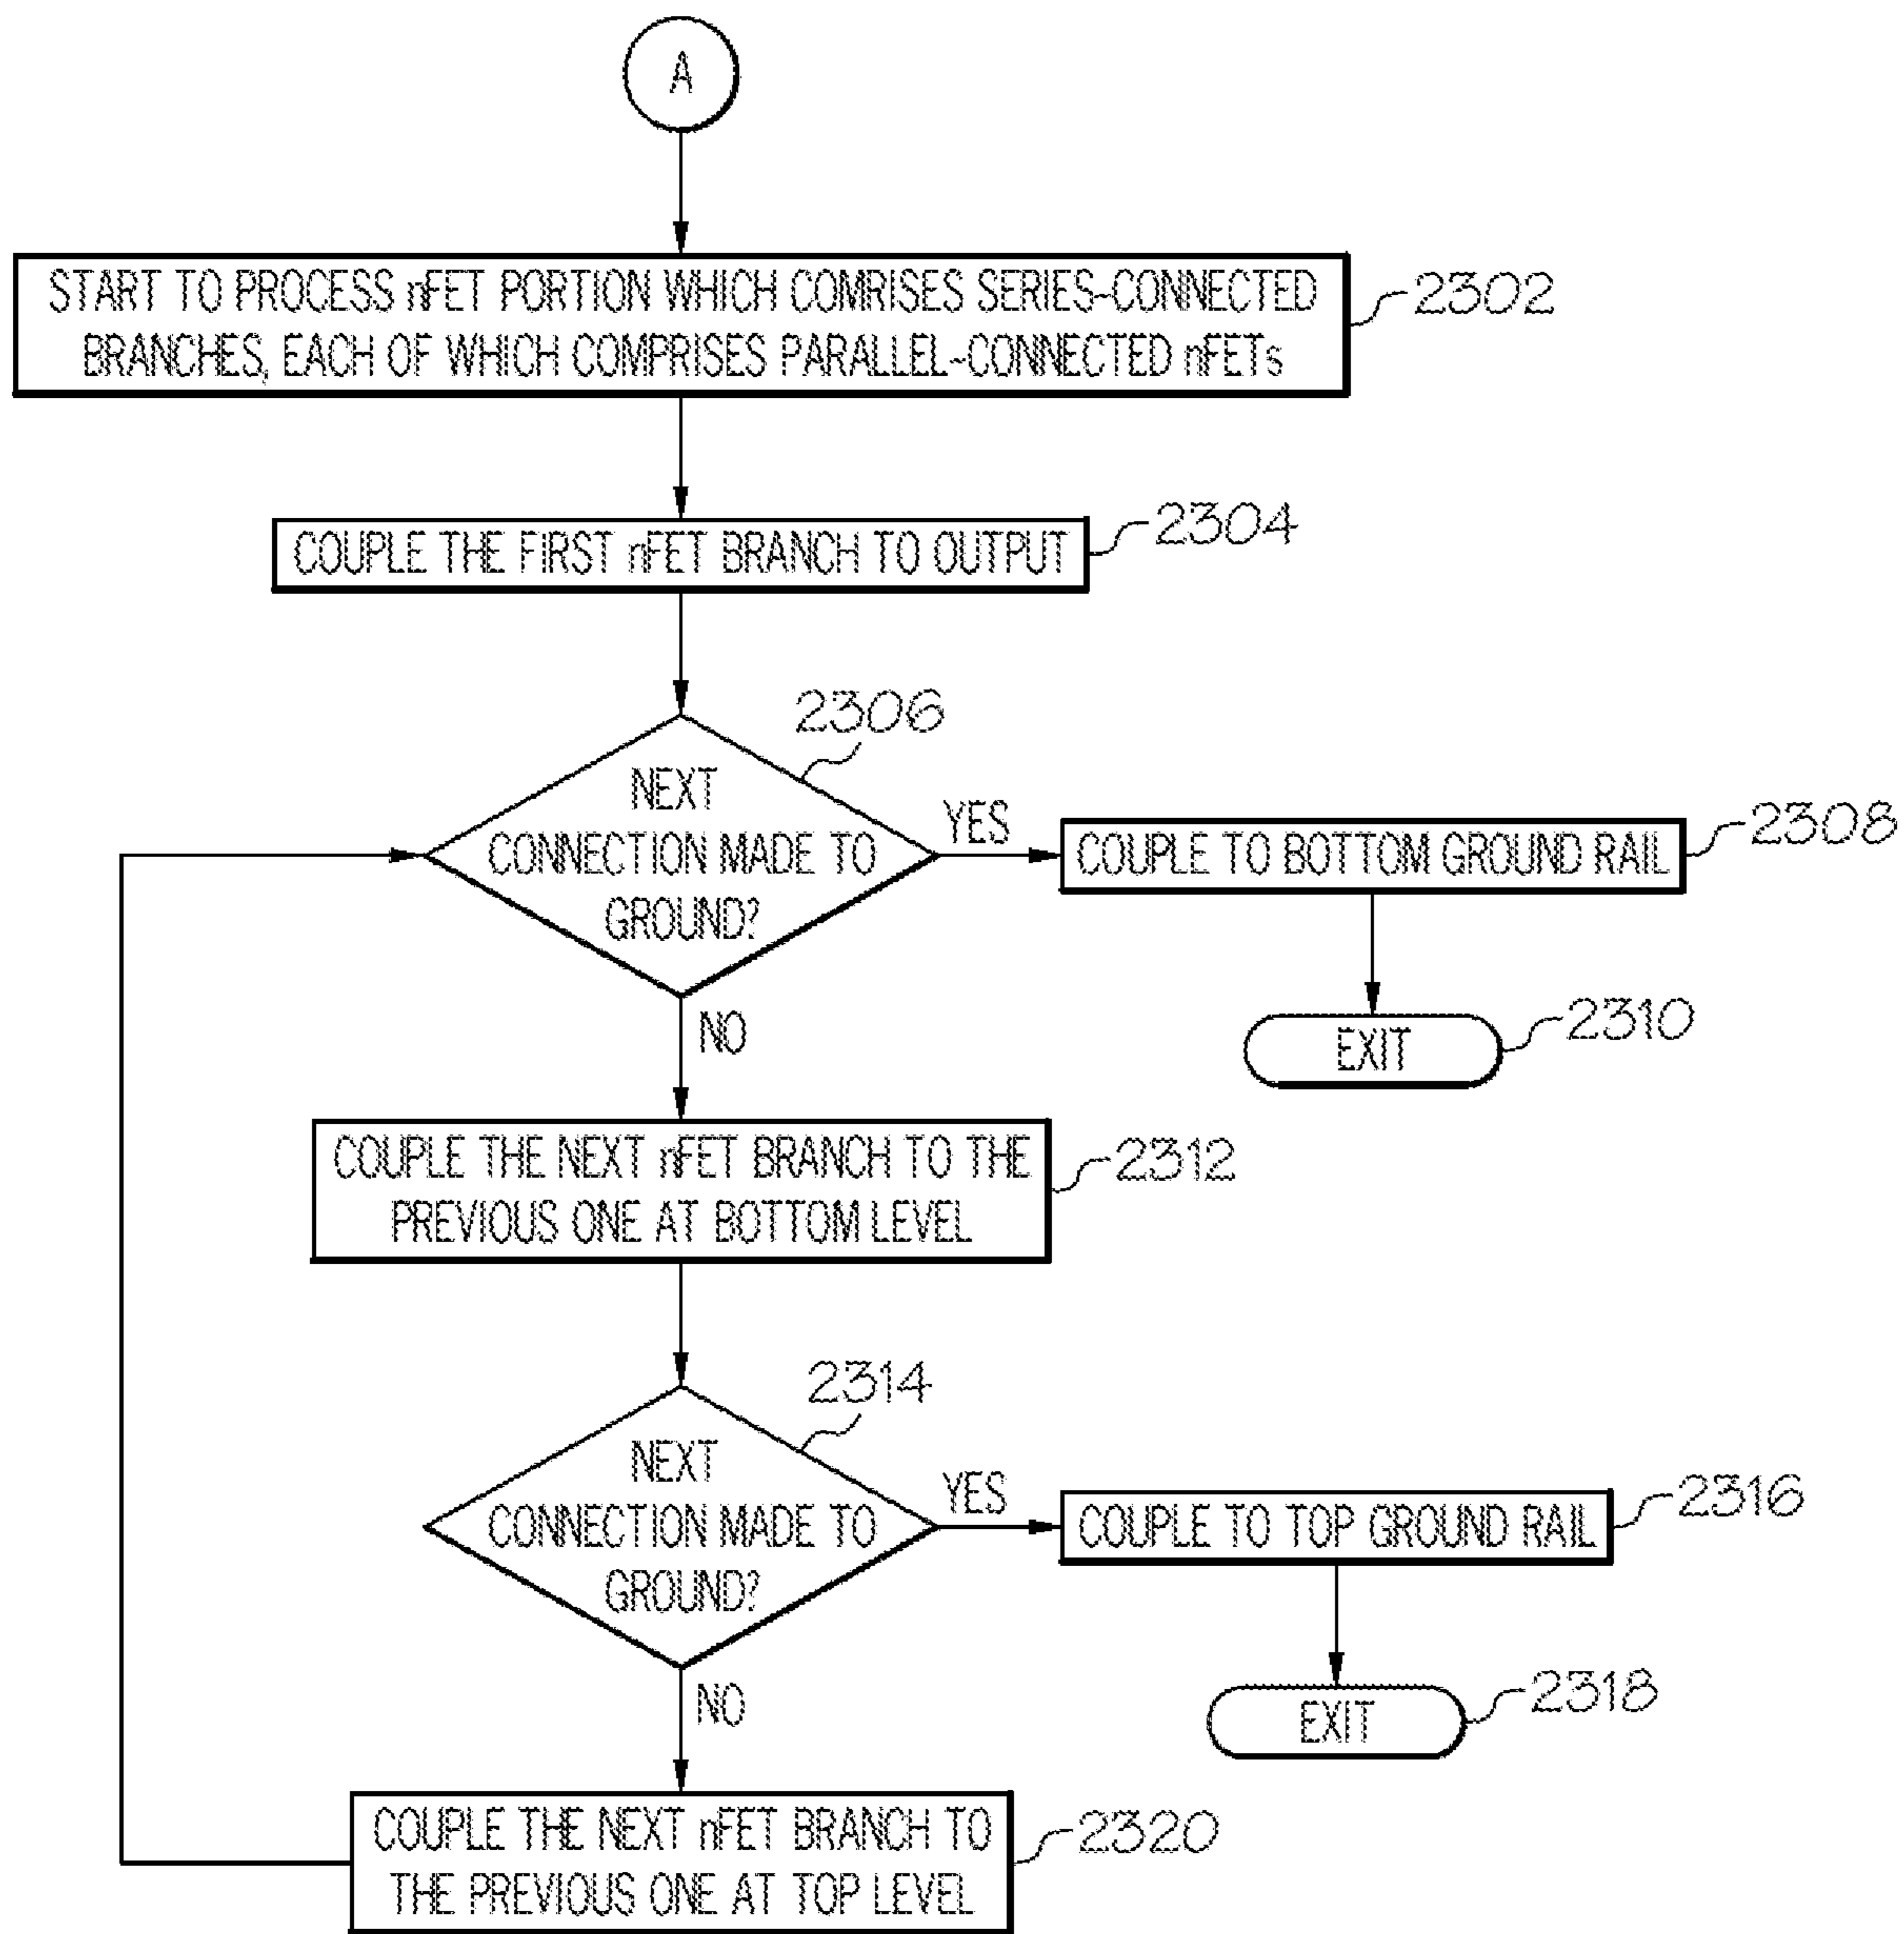 A
START TO PROCESS nFET PORTION WHICH COMRISES SERIES-CONNECTED
BRANCHES, EACH OF WHICH COMPRISES PARALLEL-CONNECTED nFETs
2302
COUPLE THE FIRST nFET BRANCH TO OUTPUT
2304
2306
NEXT
CONNECTION MADE TO
GROUND?
YES
COUPLE TO BOTTOM GROUND RAIL
2308
EXIT
2310
NO
COUPLE THE NEXT nFET BRANCH TO THE
PREVIOUS ONE AT BOTTOM LEVEL
2312
2314
NEXT
CONNECTION MADE TO
GROUND?
YES
COUPLE TO TOP GROUND RAIL
2316
EXIT
2318
NO
COUPLE THE NEXT nFET BRANCH TO
THE PREVIOUS ONE AT TOP LEVEL
2320